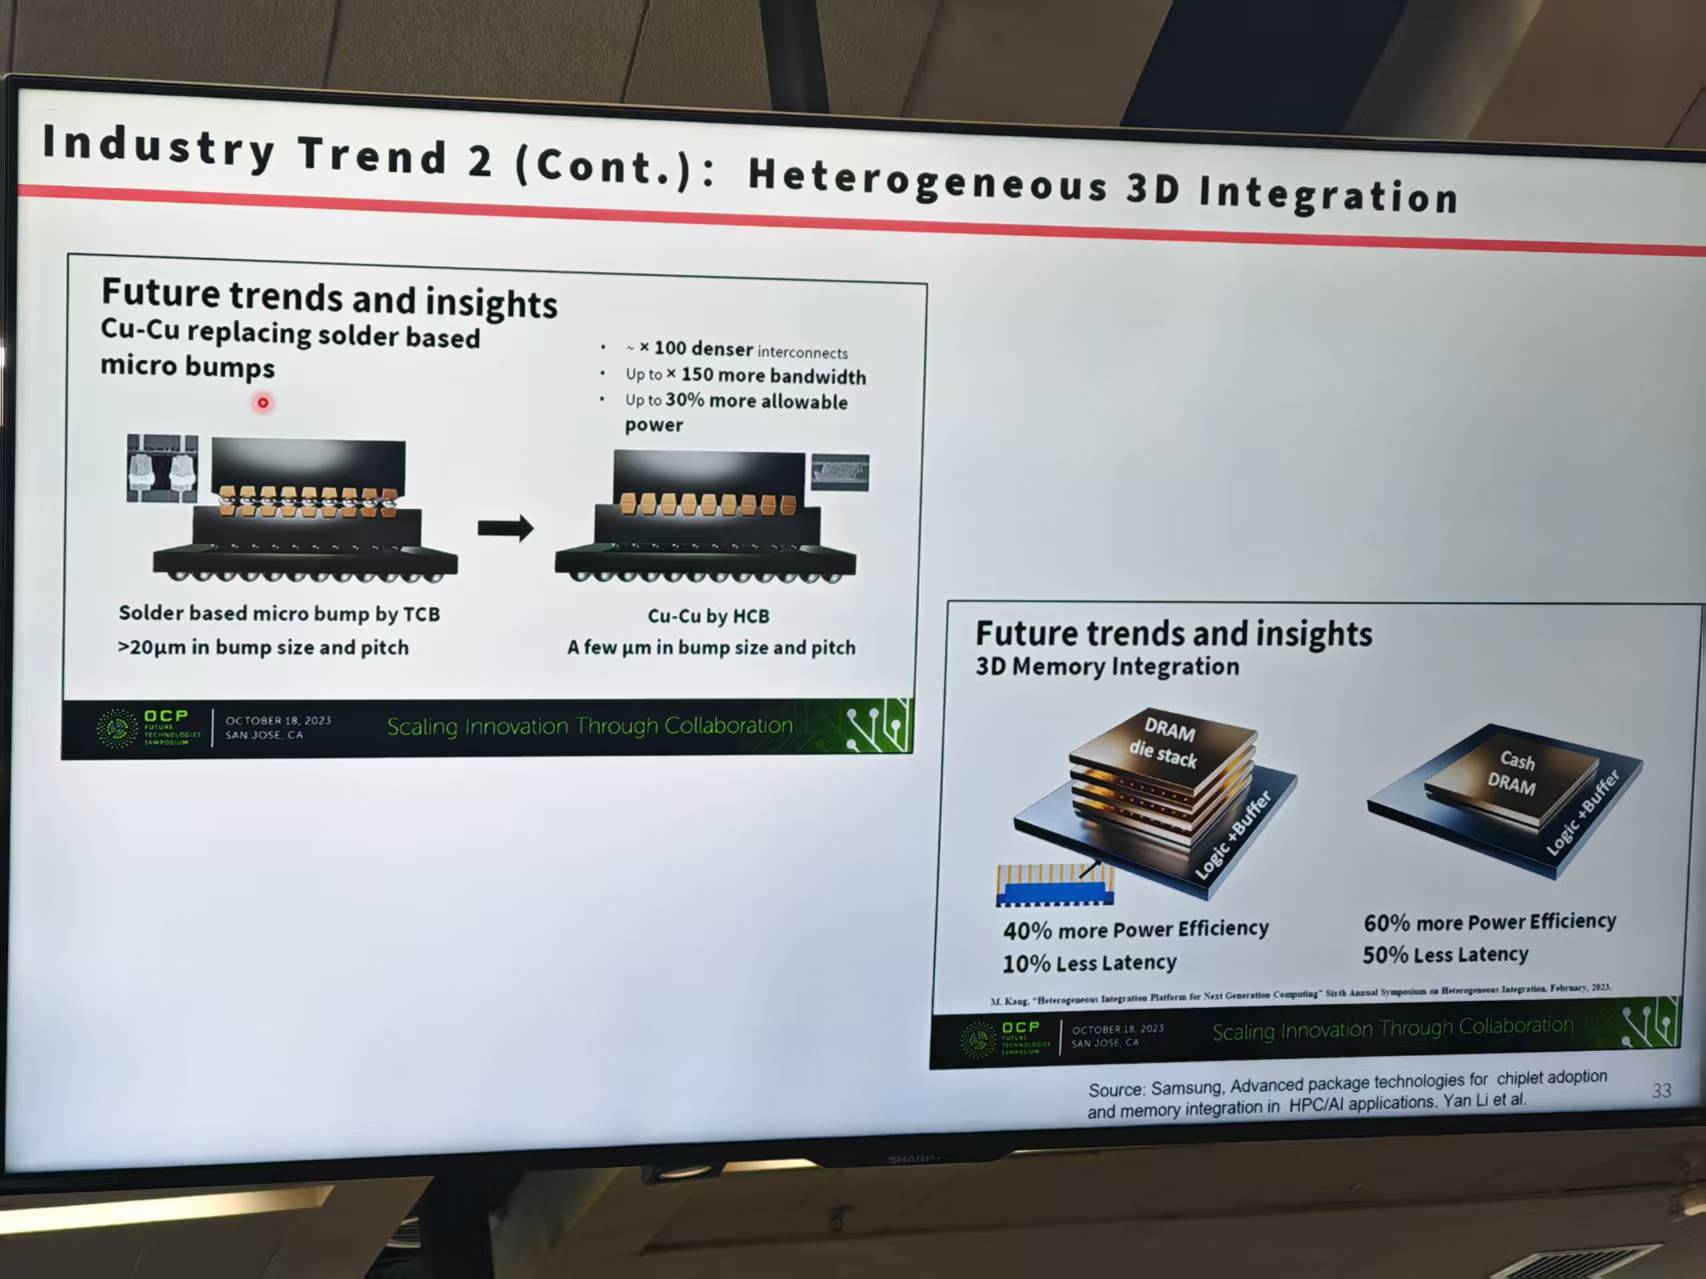 Industry Trend 2 (Cont.): Heterogeneous 3D Integration
Future trends and insights
Cu-Cu replacing solder based
micro bumps
• ~ × 100 denser interconnects
• Up to × 150 more bandwidth
• Up to 30% more allowable
power
Solder based micro bump by TCB
>20μm in bump size and pitch
Cu-Cu by HCB
A few μm in bump size and pitch
OCP
FUTURE
TECHNOLOGIES
SYMPOSIUM
OCTOBER 18, 2023
SAN JOSE, CA
Scaling Innovation Through Collaboration
Future trends and insights
3D Memory Integration
DRAM
die stack
Logic +Buffer
40% more Power Efficiency
10% Less Latency
Cash
DRAM
Logic +Buffer
60% more Power Efficiency
50% Less Latency
M. Kang, "Heterogeneous Integration Platform for Next Generation Computing" Sixth Annual Symposium on Heterogeneous Integration, February, 2023.
OCP
FUTURE
TECHNOLOGIES
SYMPOSIUM
OCTOBER 18, 2023
SAN JOSE, CA
Scaling Innovation Through Collaboration
Source: Samsung, Advanced package technologies for chiplet adoption
and memory integration in HPC/AI applications. Yan Li et al.
33
SHARP